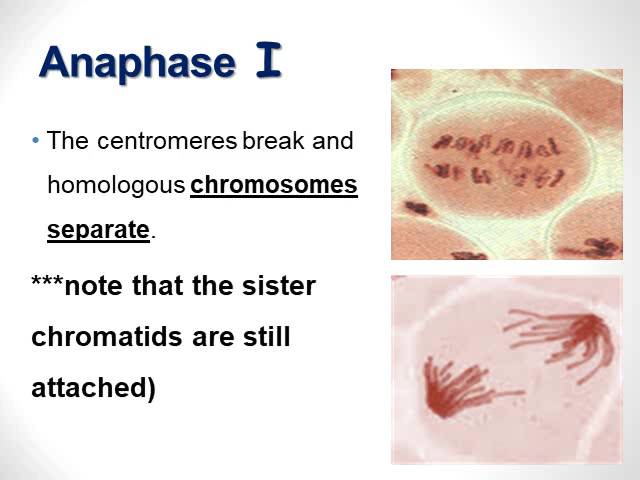 Anaphase I
• The centromeres break and
homologous chromosomes
separate.
***note that the sister
chromatids are still
attached)